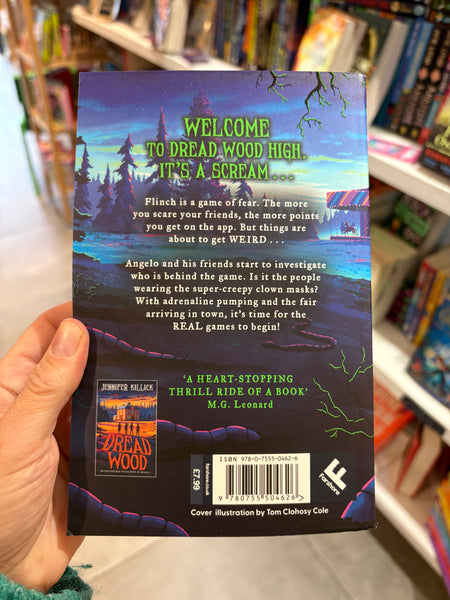 WELCOME
TO DREAD WOOD HIGH.
IT'S A SCREAM . . .
Flinch is a game of fear. The more
you scare your friends, the more points
you get on the app. But things are
about to get WEIRD . . .
Angelo and his friends start to investigate
who is behind the game. Is it the people
wearing the super-creepy clown masks?
With adrenaline pumping and the fair
arriving in town, it's time for the
REAL games to begin!
'A HEART-STOPPING
THRILL RIDE OF A BOOK'
M.G. Leonard
JENNIFER KILLICK
DREAD
WOOD
farshore.co.uk
£7.99
ISBN 978-0-7555-0462-6
9 780755 504626
Farshore
Cover illustration by Tom Clohosy Cole